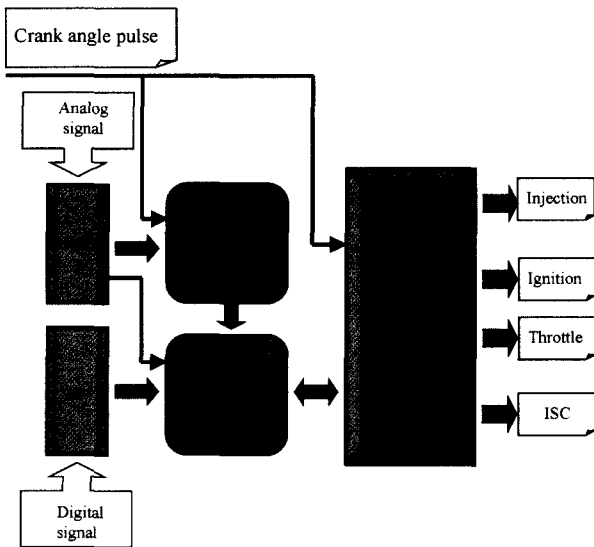 Crank angle pulse
Analog
signal
Injection
Ignition
Throttle
ISC
Digital
signal